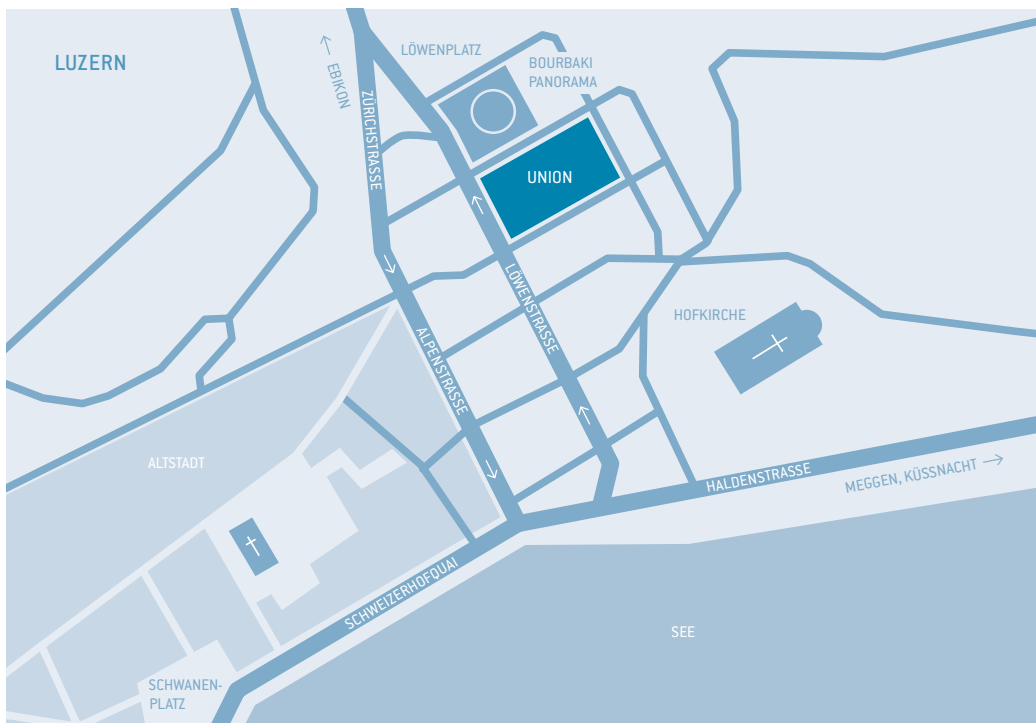 LUZERN
EBIKON
LÖWENPLATZ
BOURBAKI
PANORAMA
ZÜRICHSTRASSE
UNION
LÖWENSTRASSE
HOFKIRCHE
ALPENSTRASSE
ALTSTADT
HALDENSTRASSE
MEGGEN, KÜSSNACHT
SCHWEIZERHOFQUAI
SEE
SCHWANEN-
PLATZ